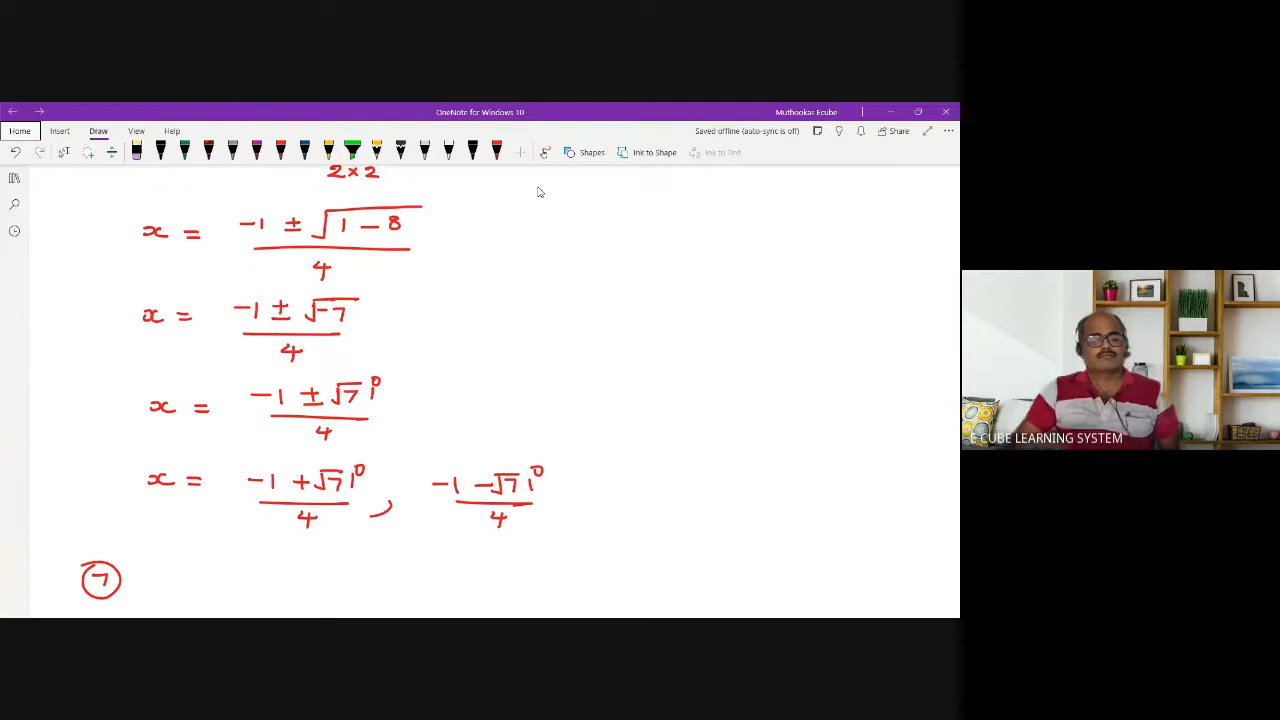 OneNote for Windows 10
Muthookas Ecube
Home Insert Draw View Help
Saved offline (auto-sync is off)
Share
Shapes
Ink to Shape
Ink to Text
2 × 2
x = (-1 ± √(1 - 8)) / 4
x = (-1 ± √-7) / 4
x = (-1 ± √7 i) / 4
x = (-1 + √7 i) / 4 , (-1 - √7 i) / 4
7
E CUBE LEARNING SYSTEM